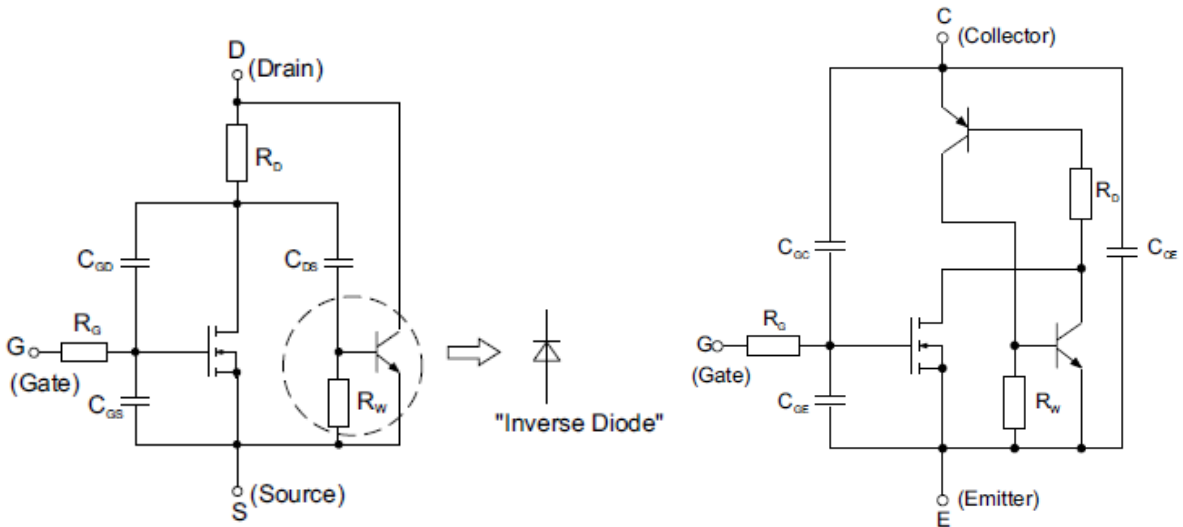 D
(Drain)
R_D
C_GD
C_DS
R_G
G
(Gate)
C_GS
R_W
"Inverse Diode"
S
(Source)
C
(Collector)
R_D
C_GC
C_CE
R_G
G
(Gate)
C_GE
R_W
(Emitter)
E